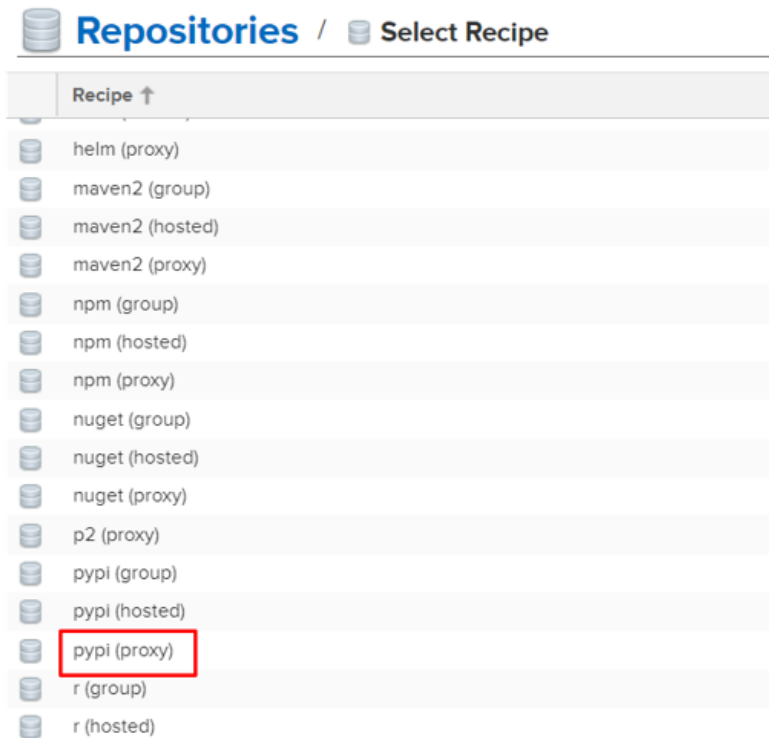 Repositories / Select Recipe
Recipe ↑
helm (proxy)
maven2 (group)
maven2 (hosted)
maven2 (proxy)
npm (group)
npm (hosted)
npm (proxy)
nuget (group)
nuget (hosted)
nuget (proxy)
p2 (proxy)
pypi (group)
pypi (hosted)
pypi (proxy)
r (group)
r (hosted)